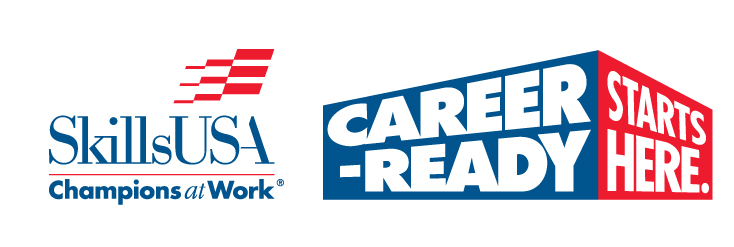 SkillsUSA
Champions at Work®
CAREER
-READY
STARTS
HERE.